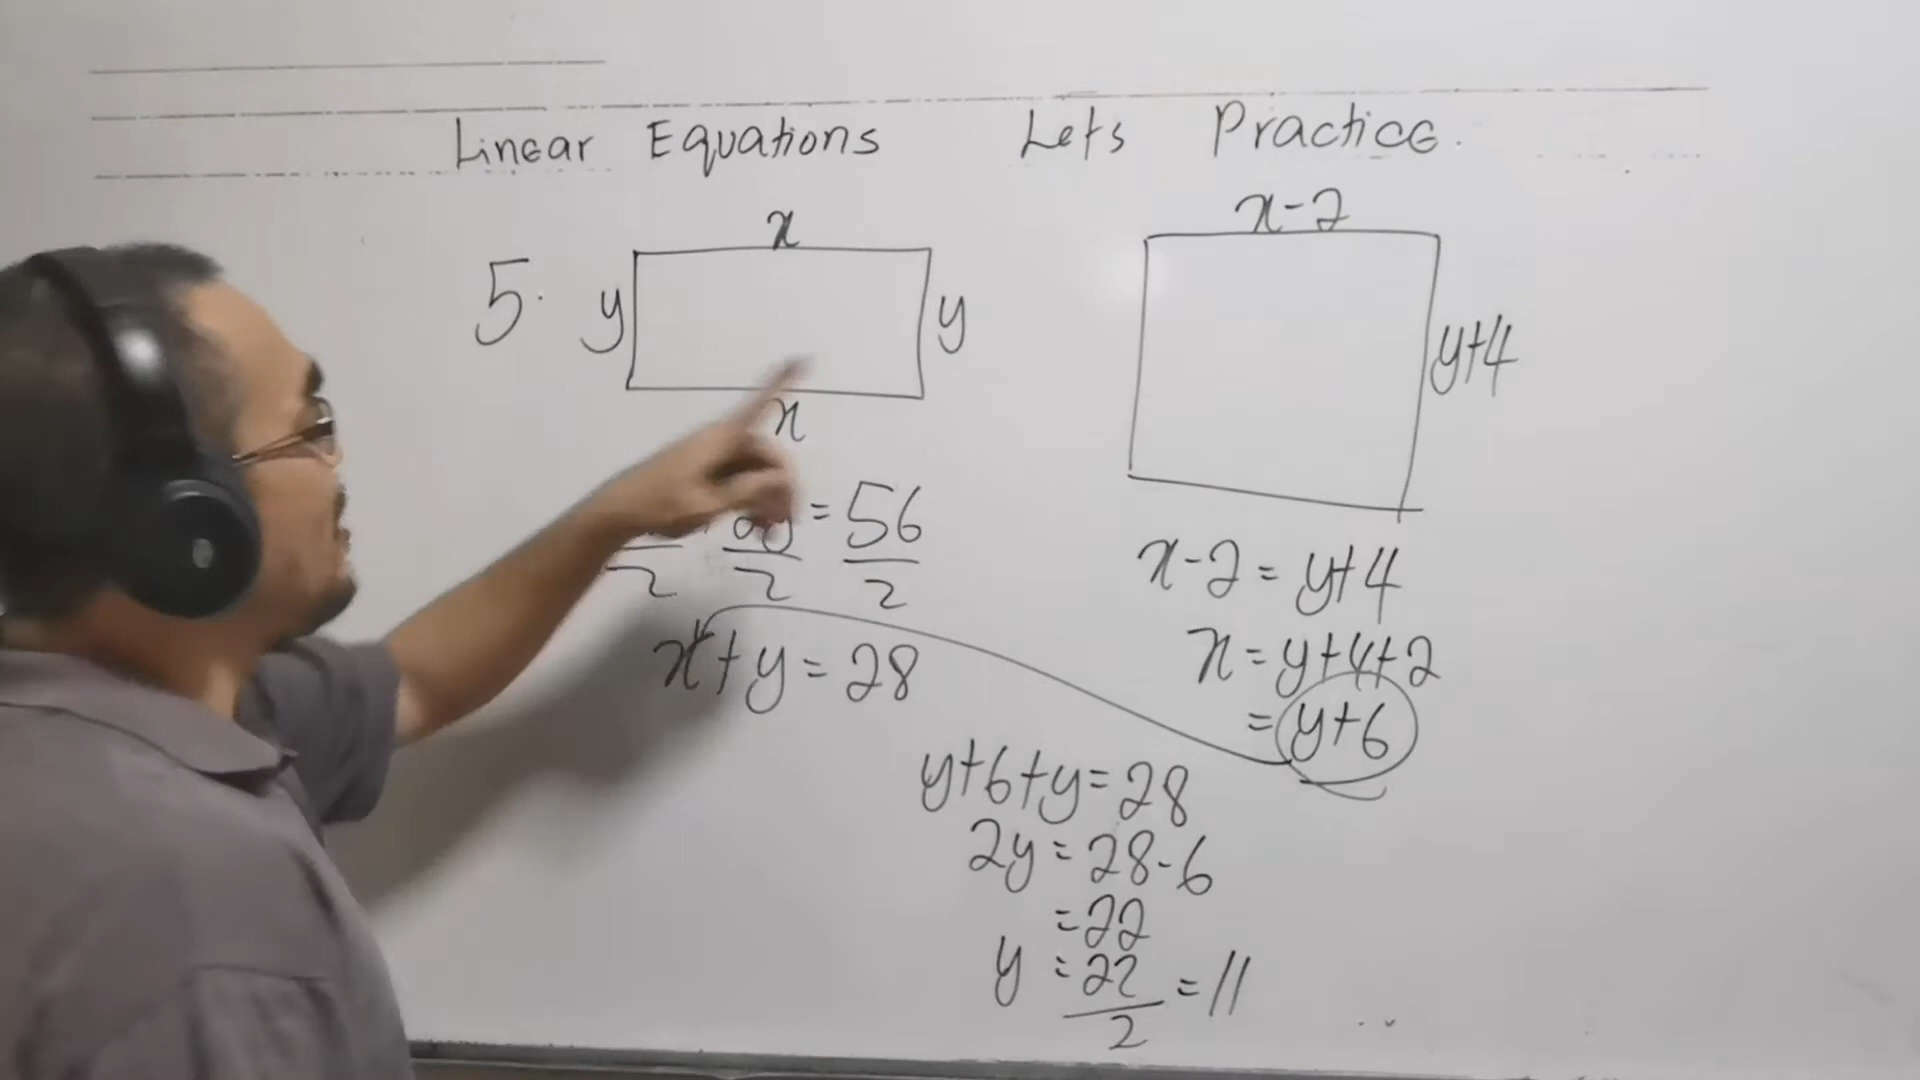 Linear Equations Lets Practice.
x
x-2
5. y
y
y+4
x
= 56
2 2 2
x-2 = y+4
x+y = 28
x = y+4+2
= y+6
y+6+y = 28
2y = 28-6
= 22
y = 22 = 11
2